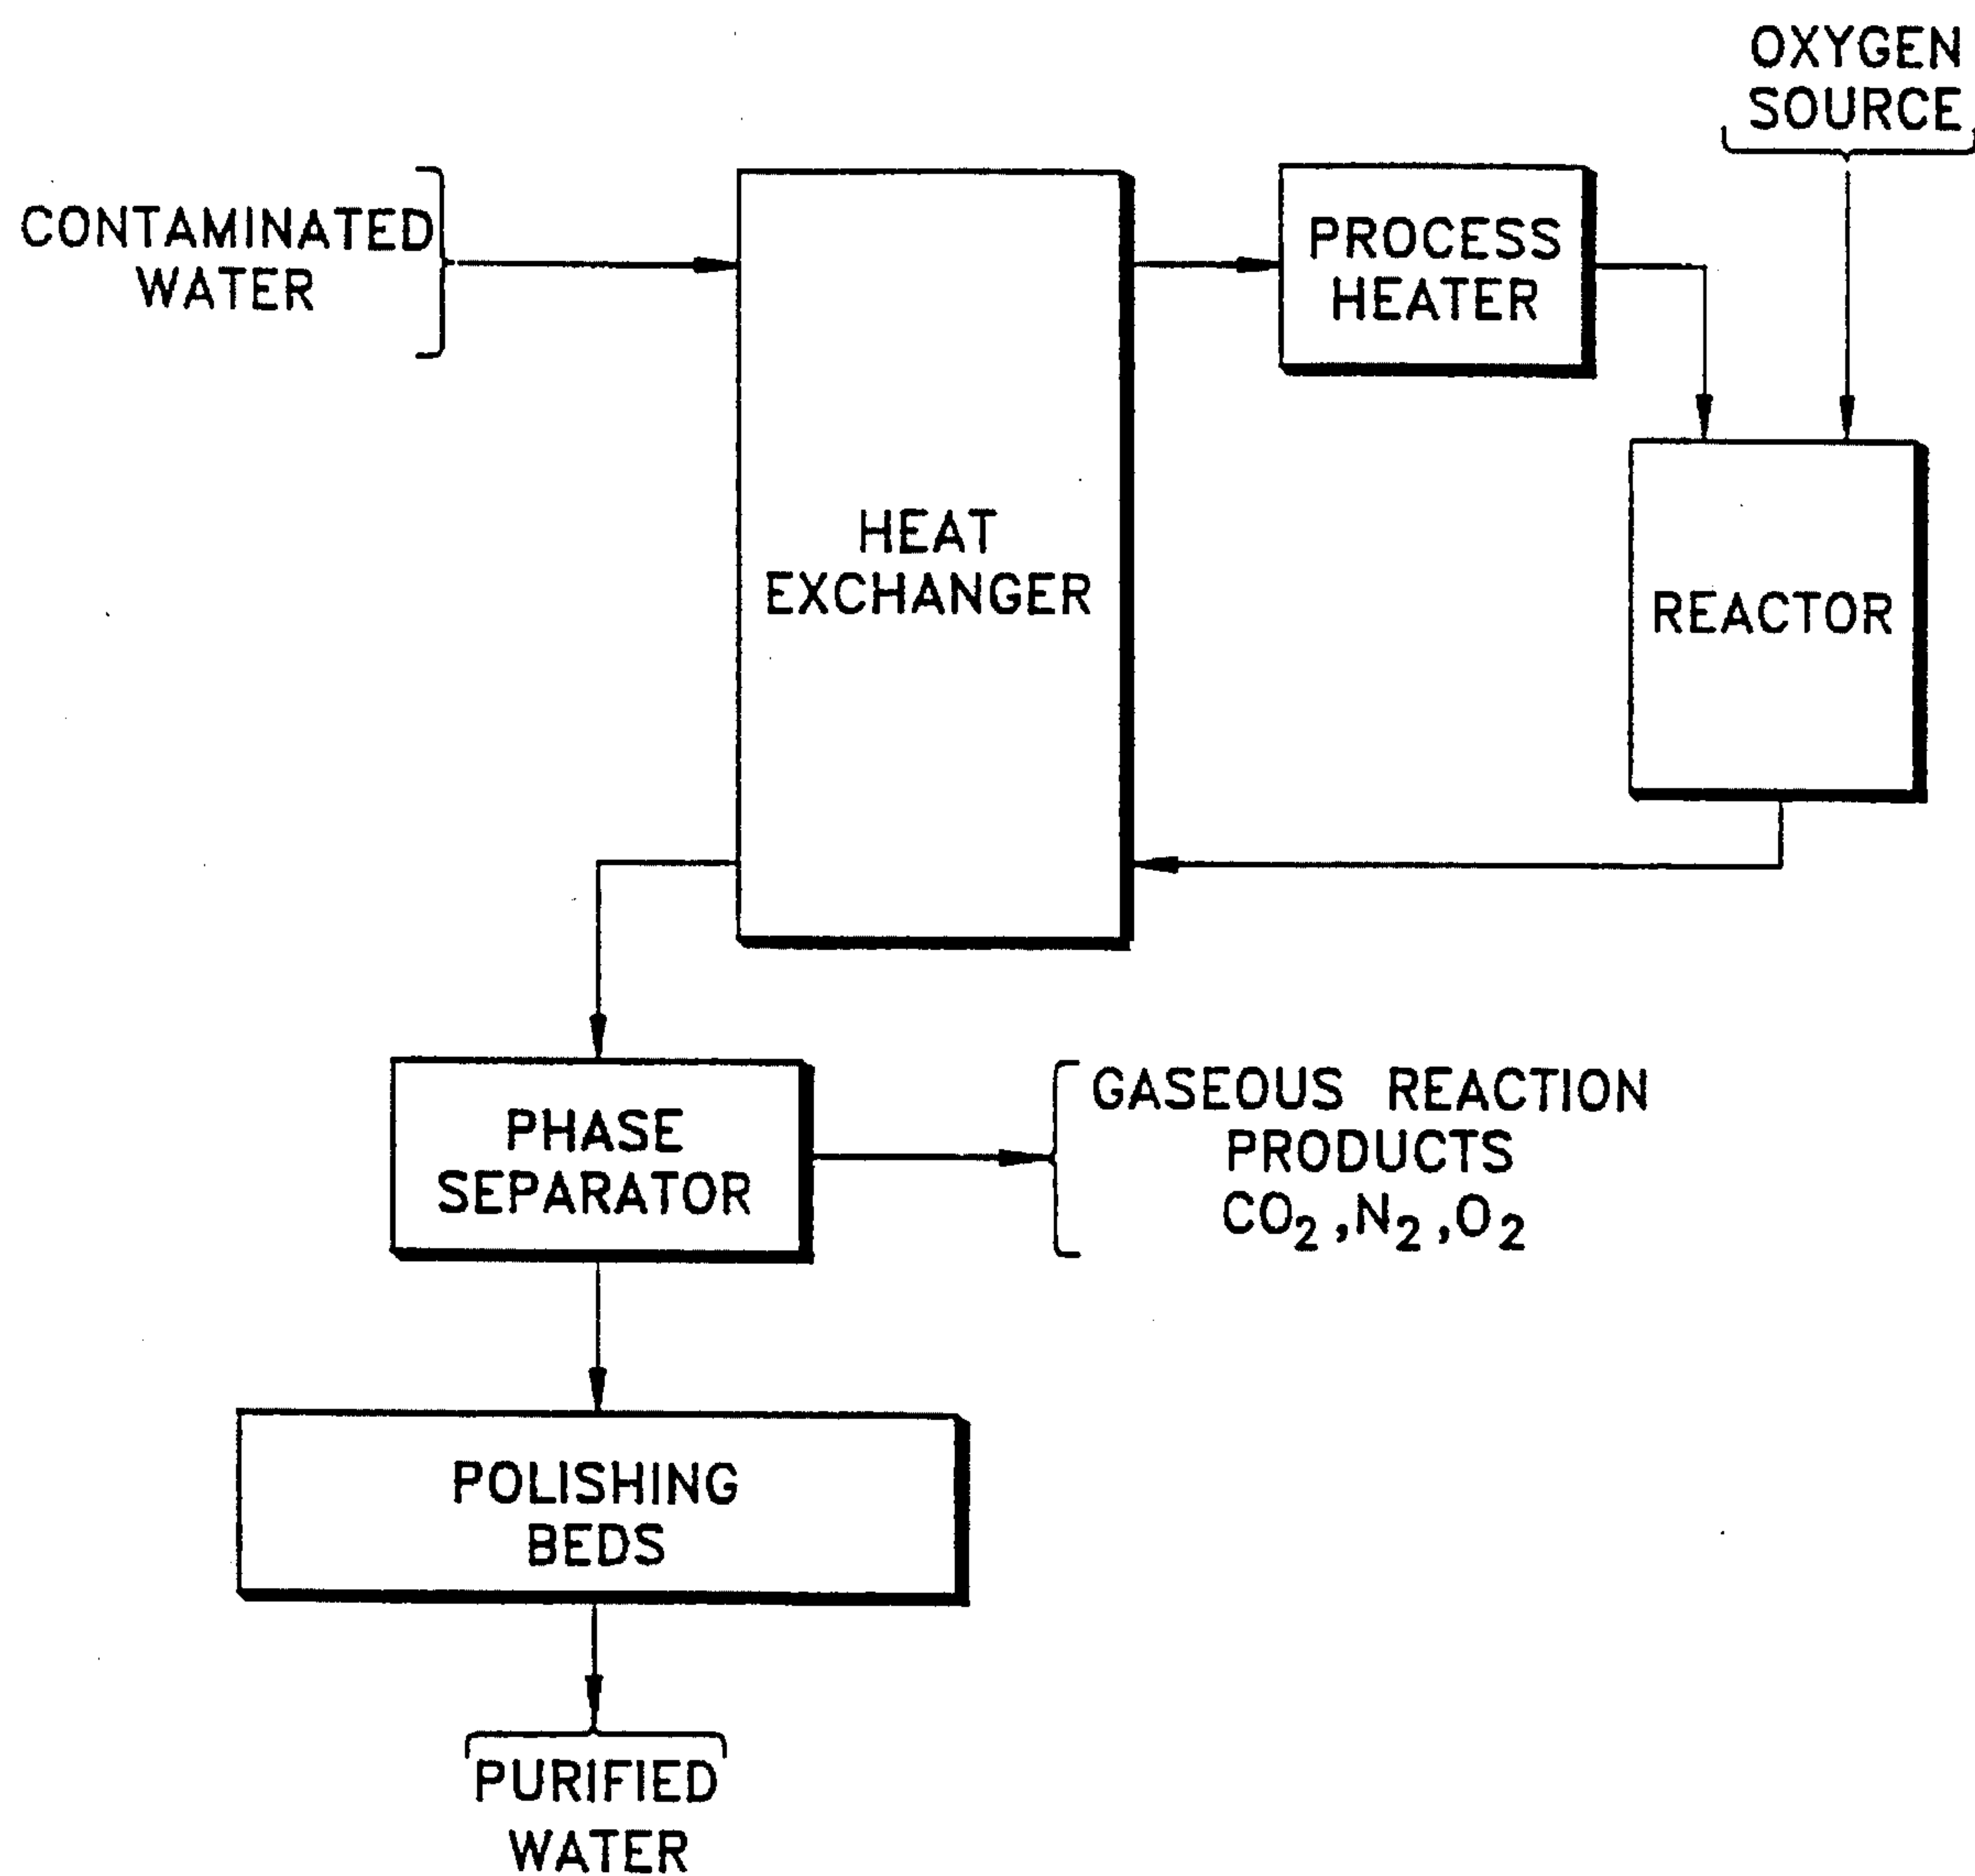 OXYGEN
SOURCE
CONTAMINATED
WATER
PROCESS
HEATER
HEAT
EXCHANGER
REACTOR
PHASE
SEPARATOR
GASEOUS REACTION
PRODUCTS
CO₂,N₂,O₂
POLISHING
BEDS
PURIFIED
WATER